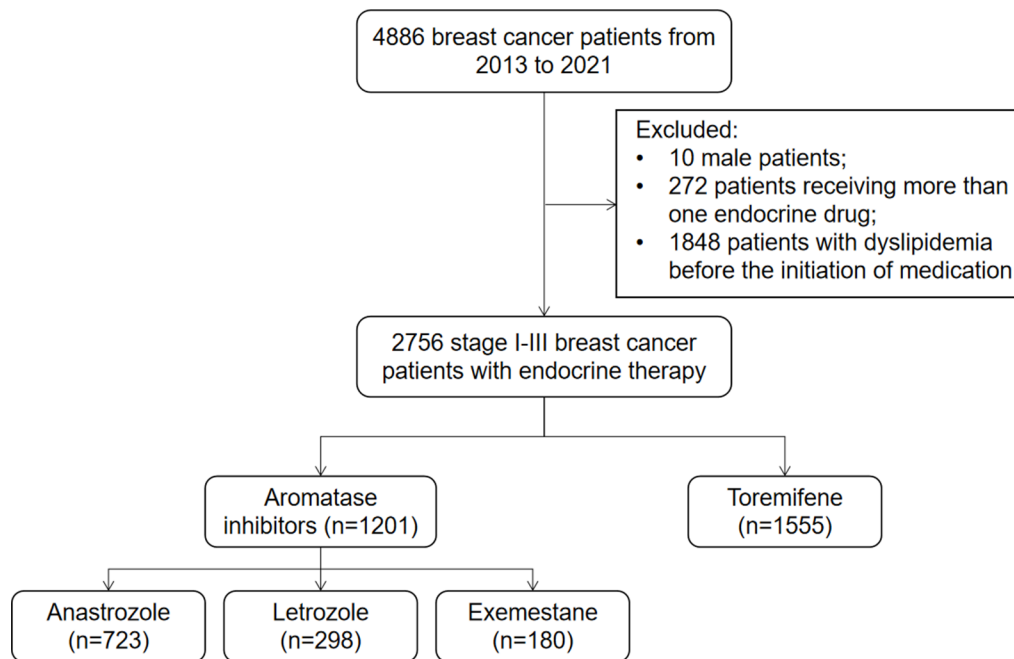 4886 breast cancer patients from
2013 to 2021
Excluded:
• 10 male patients;
• 272 patients receiving more than
one endocrine drug;
• 1848 patients with dyslipidemia
before the initiation of medication
2756 stage I-III breast cancer
patients with endocrine therapy
Aromatase
inhibitors (n=1201)
Toremifene
(n=1555)
Anastrozole
(n=723)
Letrozole
(n=298)
Exemestane
(n=180)